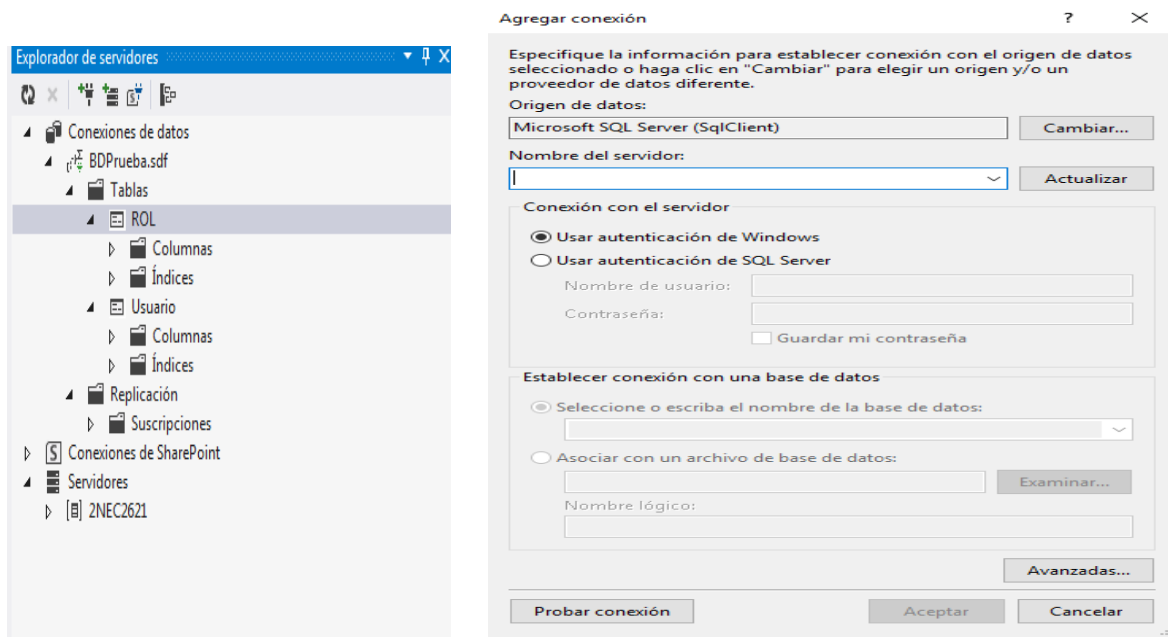 Explorador de servidores
Conexiones de datos
BDPrueba.sdf
Tablas
ROL
Columnas
Índices
Usuario
Columnas
Índices
Replicación
Suscripciones
Conexiones de SharePoint
Servidores
2NEC2621
Agregar conexión
Especifique la información para establecer conexión con el origen de datos
seleccionado o haga clic en "Cambiar" para elegir un origen y/o un
proveedor de datos diferente.
Origen de datos:
Microsoft SQL Server (SqlClient)
Cambiar...
Nombre del servidor:
Actualizar
Conexión con el servidor
Usar autenticación de Windows
Usar autenticación de SQL Server
Nombre de usuario:
Contraseña:
Guardar mi contraseña
Establecer conexión con una base de datos
Seleccione o escriba el nombre de la base de datos:
Asociar con un archivo de base de datos:
Examinar...
Nombre lógico:
Avanzadas...
Probar conexión
Aceptar
Cancelar